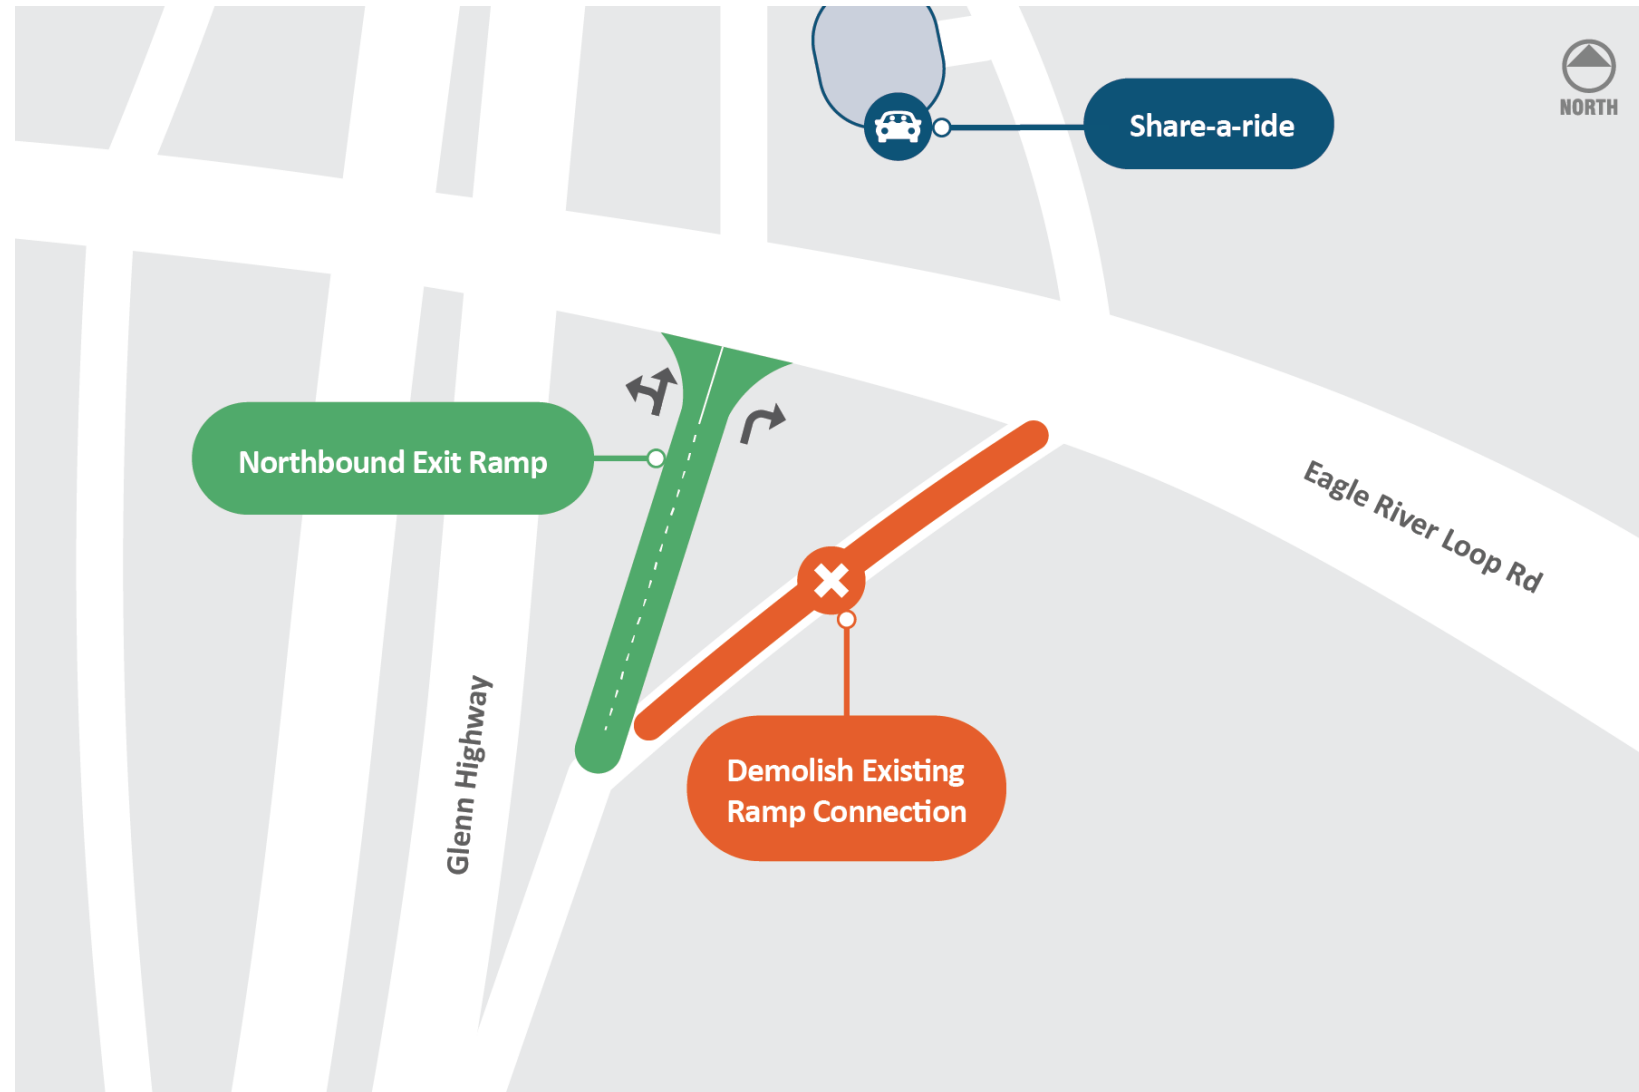 NORTH
Share-a-ride
Northbound Exit Ramp
Eagle River Loop Rd
Glenn Highway
Demolish Existing
Ramp Connection